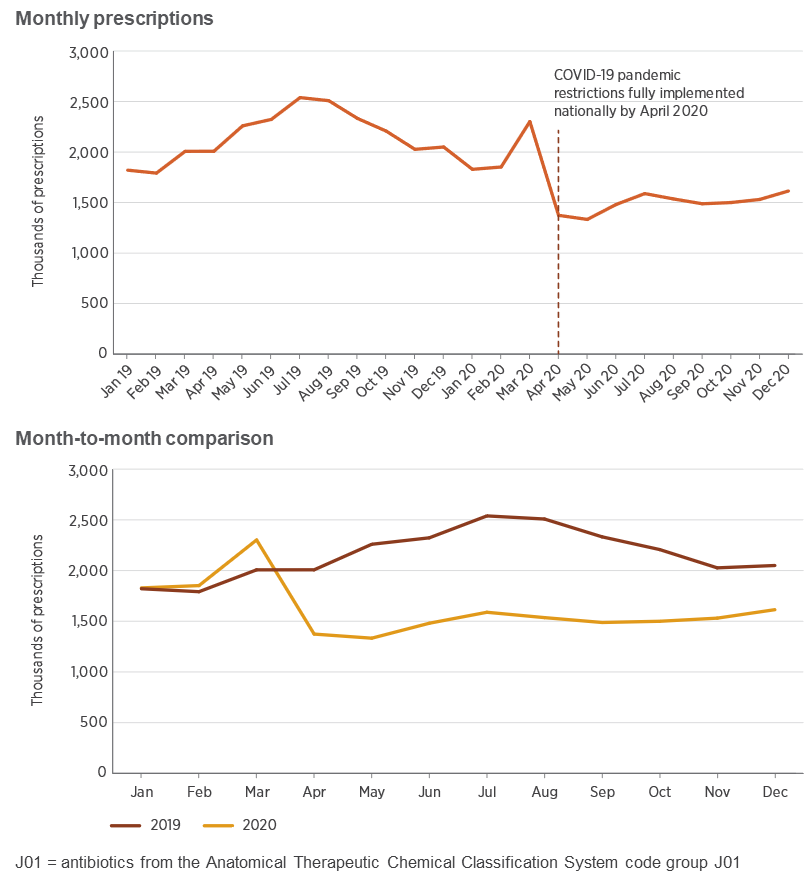 Monthly prescriptions
3,000
2,500
2,000
1,500
1,000
500
0
Thousands of prescriptions
COVID-19 pandemic
restrictions fully implemented
nationally by April 2020
Jan 19
Feb 19
Mar 19
Apr 19
May 19
Jun 19
Jul 19
Aug 19
Sep 19
Oct 19
Nov 19
Dec 19
Jan 20
Feb 20
Mar 20
Apr 20
May 20
Jun 20
Jul 20
Aug 20
Sep 20
Oct 20
Nov 20
Dec 20
Month-to-month comparison
3,000
2,500
2,000
1,500
1,000
500
0
Thousands of prescriptions
Jan Feb Mar Apr May Jun Jul Aug Sep Oct Nov Dec
2019 2020
J01 = antibiotics from the Anatomical Therapeutic Chemical Classification System code group J01